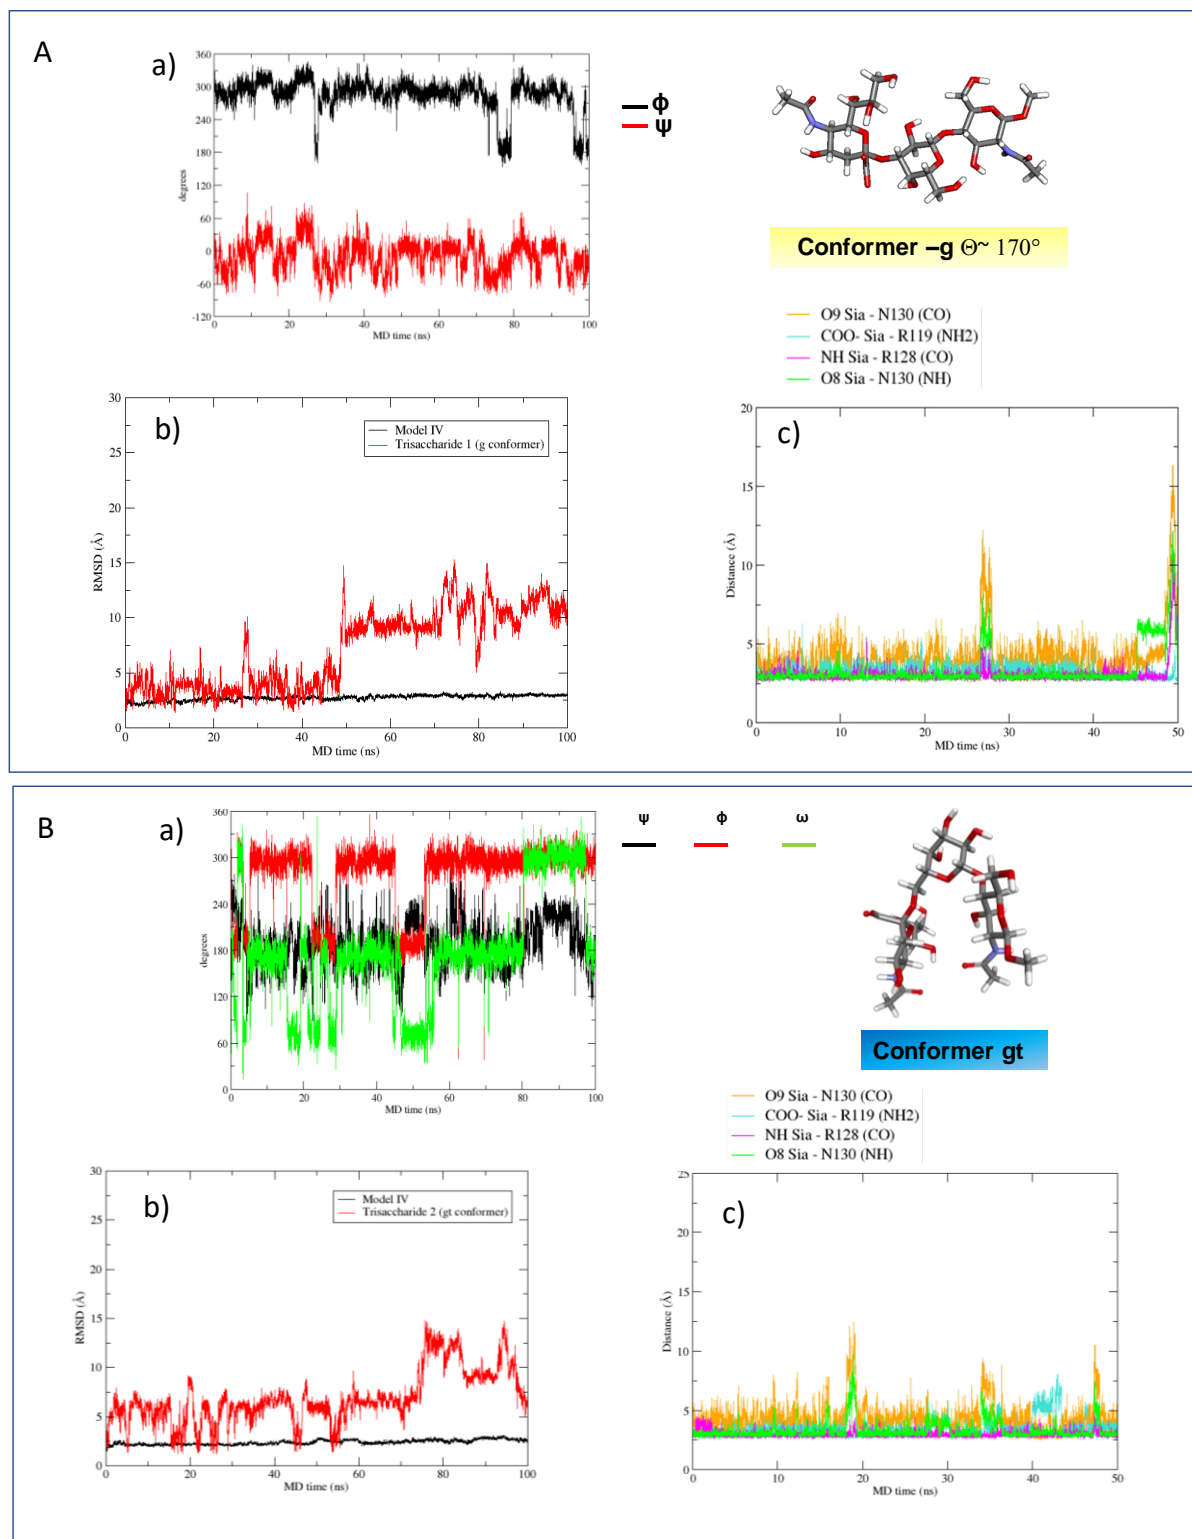 A
a)
360
300
240
180
120
60
0
-60
-120
degrees
0
20
40
60
80
100
MD time (ns)
Φ
Ψ
Conformer –g Θ~ 170°
b)
30
25
20
15
10
5
0
RMSD (Å)
Model IV
Trisaccharide 1 (g conformer)
0
20
40
60
80
100
MD time (ns)
O9 Sia - N130 (CO)
COO- Sia - R119 (NH2)
NH Sia - R128 (CO)
O8 Sia - N130 (NH)
c)
20
15
10
5
0
Distance (Å)
0
10
20
30
40
50
MD time (ns)
B
a)
360
300
240
180
120
60
0
degrees
0
20
40
60
80
100
MD time (ns)
Ψ Φ ω
Conformer gt
b)
30
25
20
15
10
5
0
RMSD (Å)
Model IV
Trisaccharide 2 (gt conformer)
0
20
40
60
80
100
MD time (ns)
O9 Sia - N130 (CO)
COO- Sia - R119 (NH2)
NH Sia - R128 (CO)
O8 Sia - N130 (NH)
c)
25
20
15
10
5
0
Distance (Å)
0
10
20
30
40
50
MD time (ns)